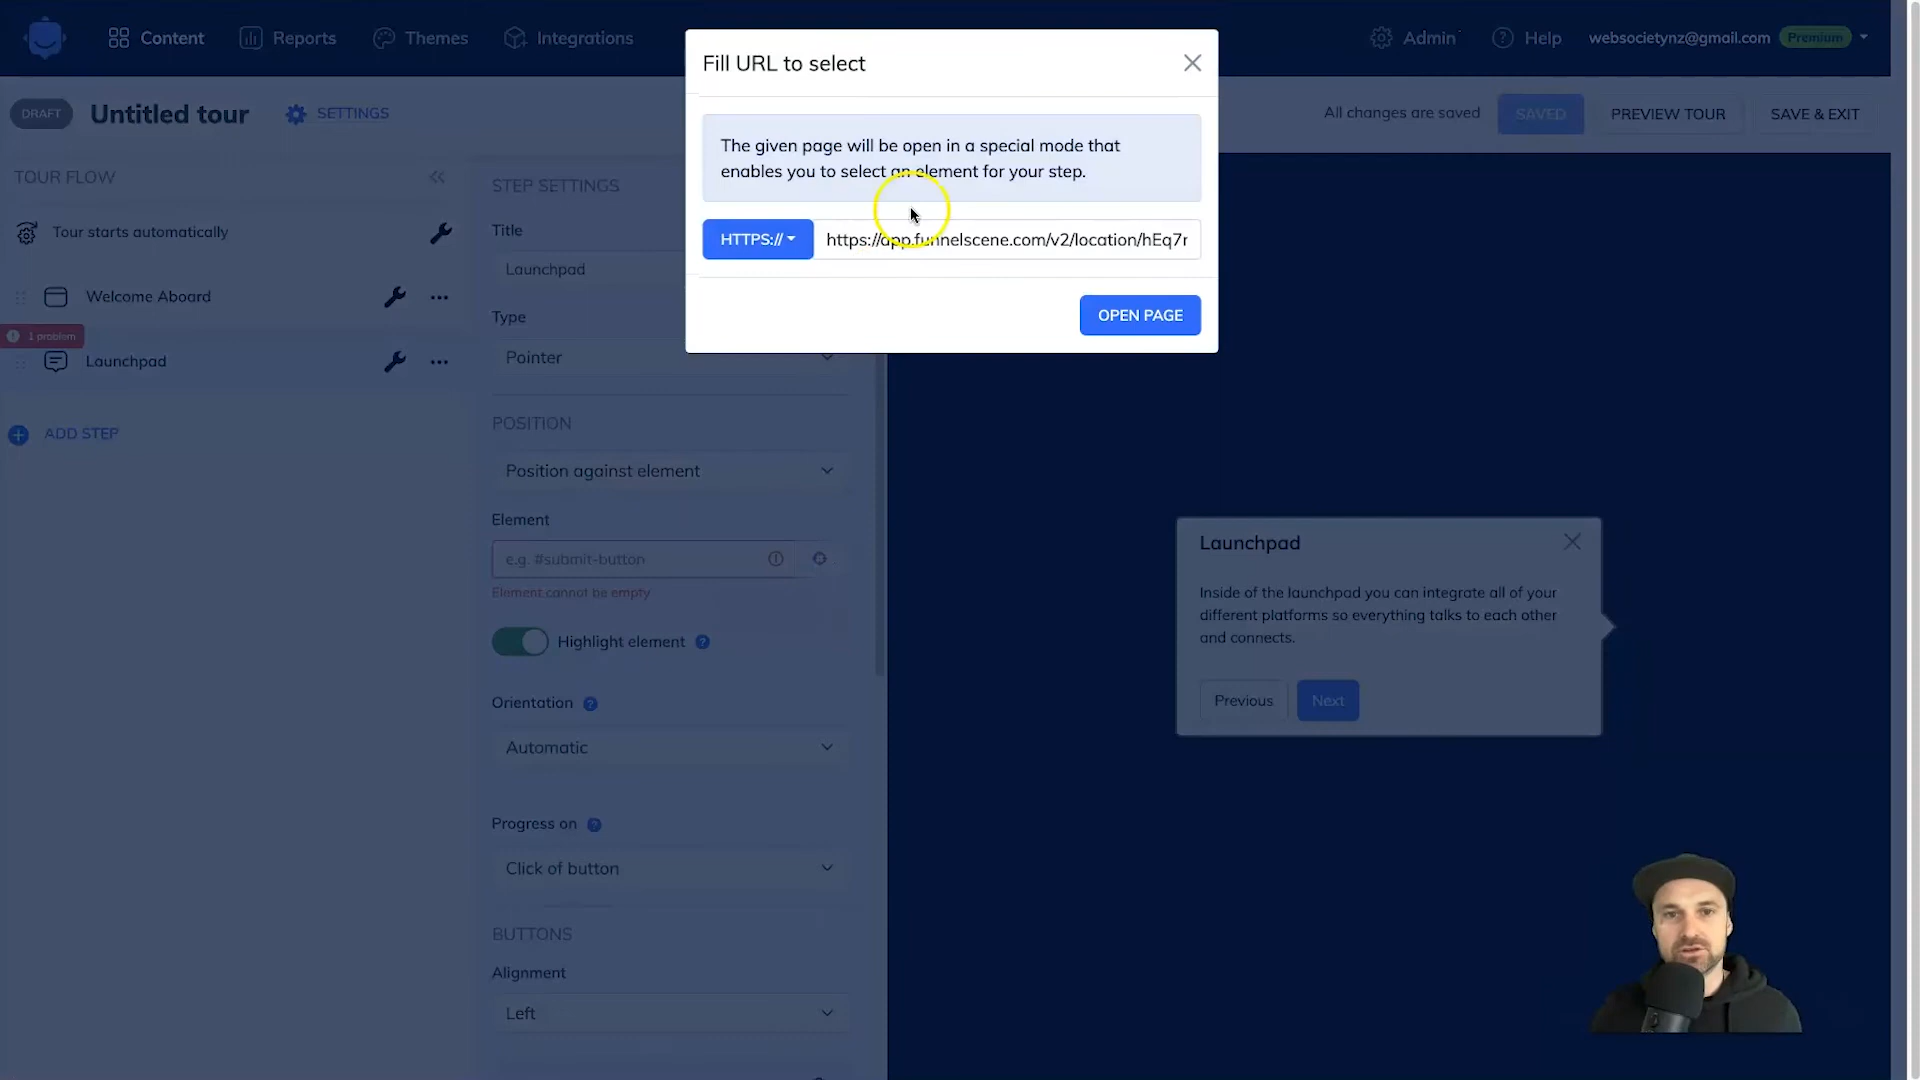 Content
Reports
Themes
Integrations
Admin
Help
websocietynz@gmail.com
Premium
DRAFT
Untitled tour
SETTINGS
All changes are saved
SAVED
PREVIEW TOUR
SAVE & EXIT
Fill URL to select
The given page will be open in a special mode that
enables you to select an element for your step.
HTTPS://
https://app.funnelscene.com/v2/location/hEq7r
OPEN PAGE
TOUR FLOW
Tour starts automatically
Welcome Aboard
1 problem
Launchpad
ADD STEP
STEP SETTINGS
Title
Launchpad
Type
Pointer
POSITION
Position against element
Element
e.g. #submit-button
Element cannot be empty
Highlight element
Orientation
Automatic
Progress on
Click of button
BUTTONS
Alignment
Left
Launchpad
Inside of the launchpad you can integrate all of your
different platforms so everything talks to each other
and connects.
Previous
Next